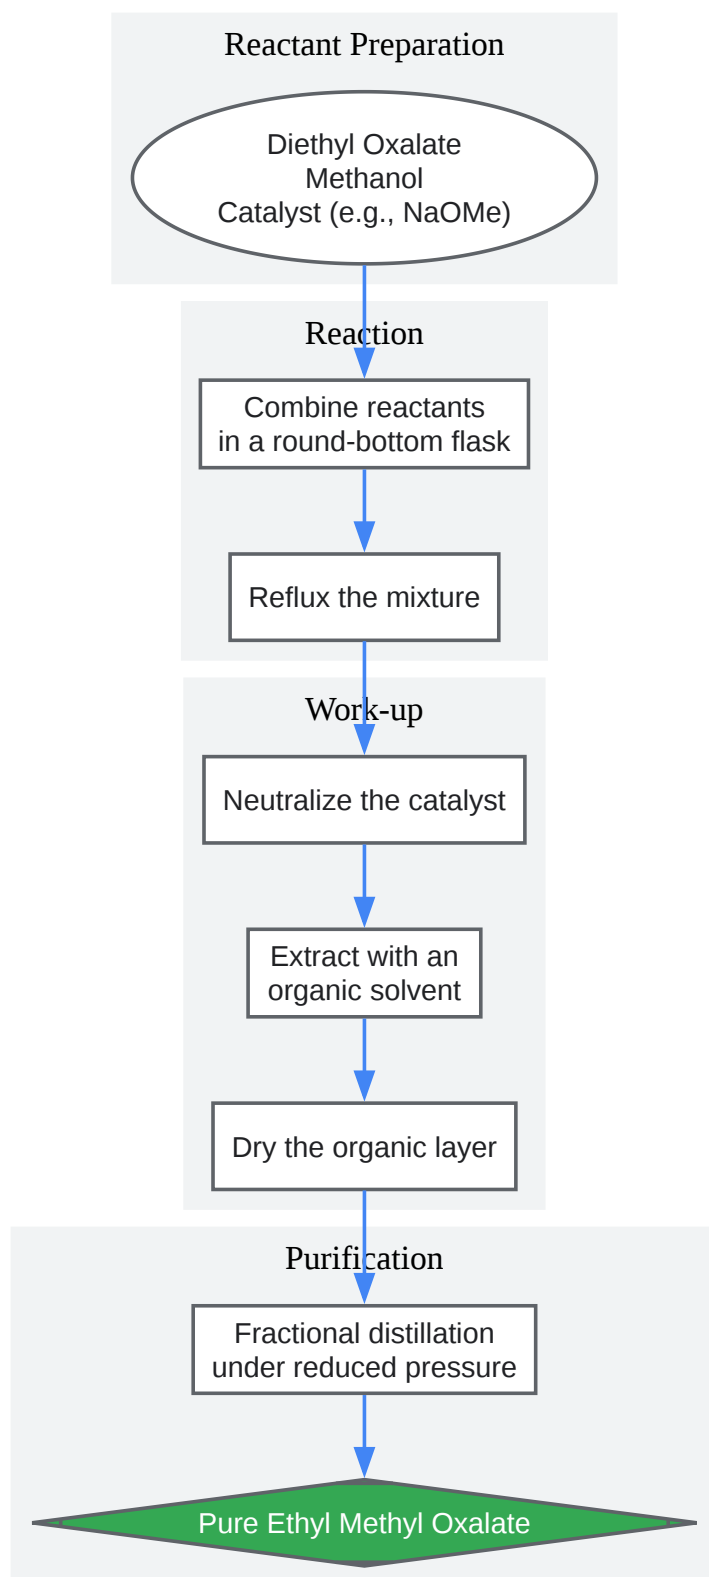 Reactant Preparation
Diethyl Oxalate
Methanol
Catalyst (e.g., NaOMe)
Reaction
Combine reactants
in a round-bottom flask
Reflux the mixture
Work-up
Neutralize the catalyst
Extract with an
organic solvent
Dry the organic layer
Purification
Fractional distillation
under reduced pressure
Pure Ethyl Methyl Oxalate